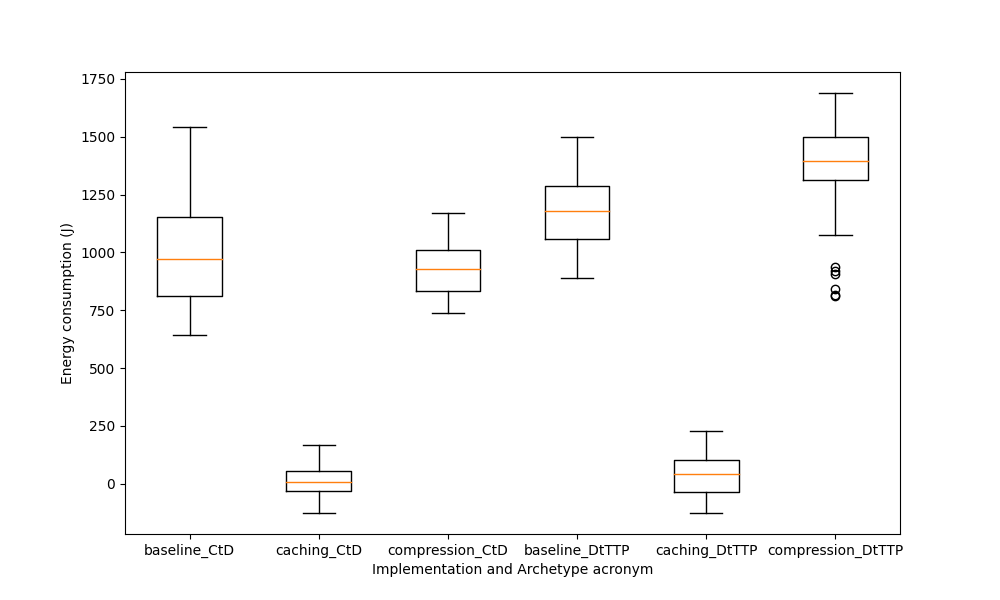 Energy consumption (J)
1750
1500
1250
1000
750
500
250
0
baseline_CtD caching_CtD compression_CtD baseline_DtTTP caching_DtTTP compression_DtTTP
Implementation and Archetype acronym